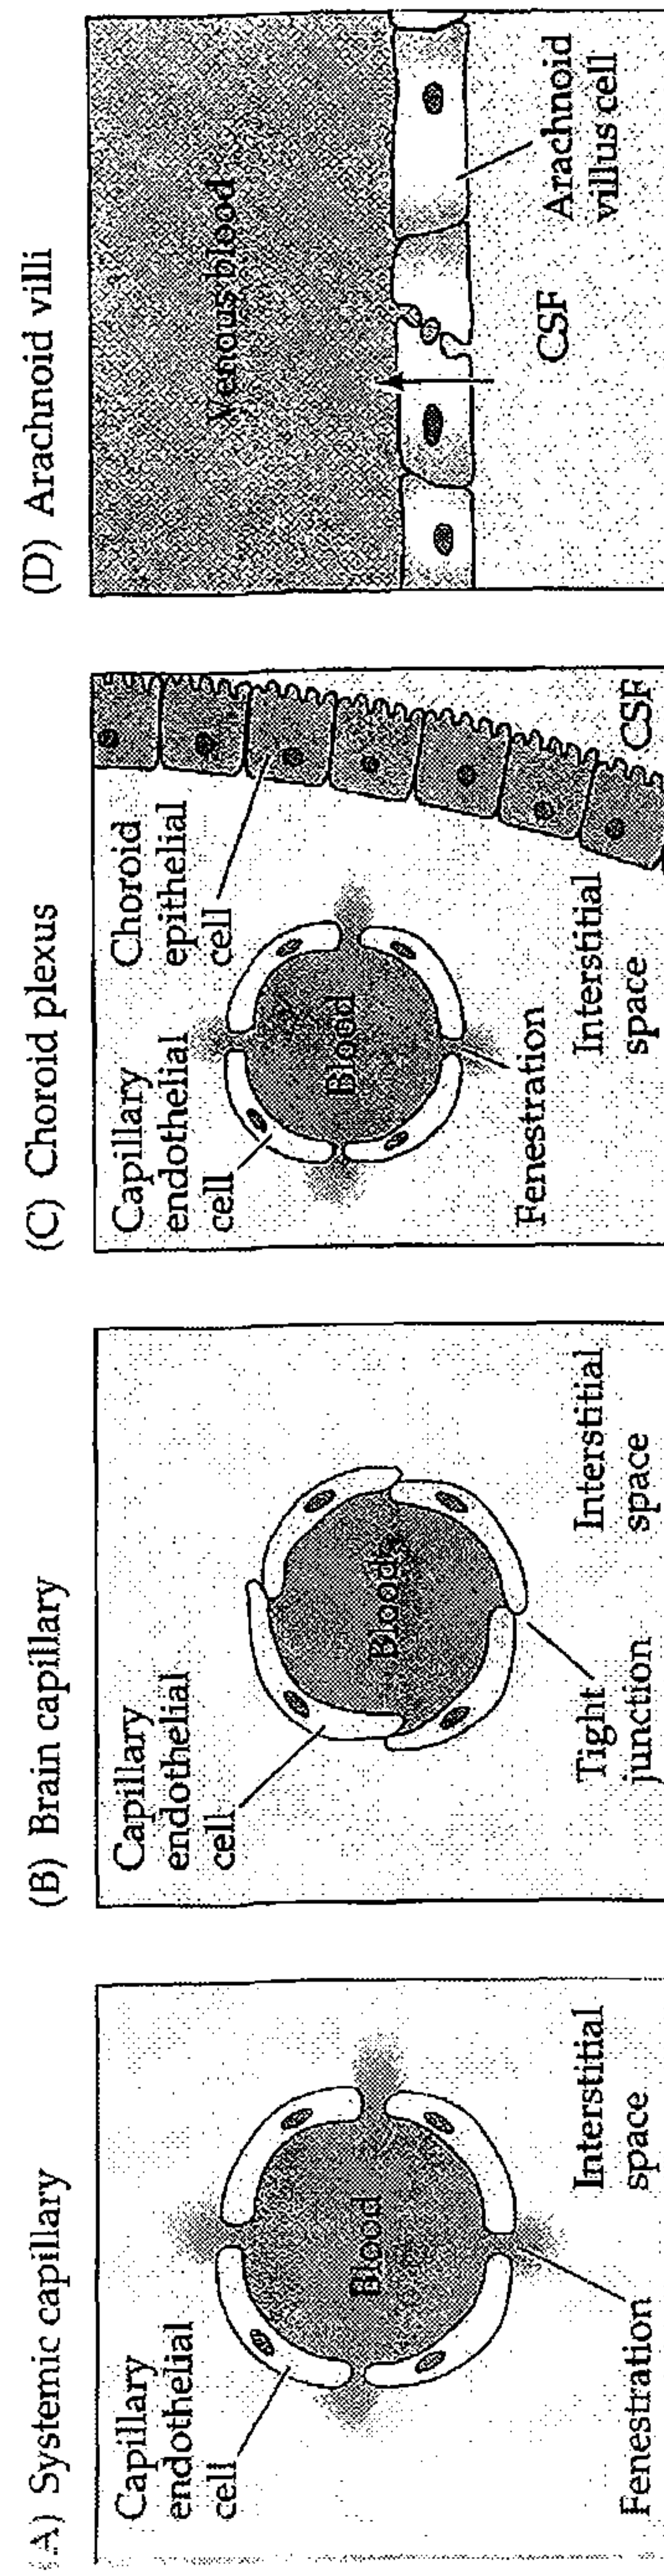 (A) Systemic capillary
Capillary
endothelial
cell
Blood
Fenestration
Interstitial
space
(B) Brain capillary
Capillary
endothelial
cell
Blood
Tight
junction
Interstitial
space
(C) Choroid plexus
Capillary
endothelial
cell
Choroid
epithelial
cell
Blood
Fenestration
Interstitial
space
CSF
(D) Arachnoid villi
Venous blood
CSF
Arachnoid
villus cell